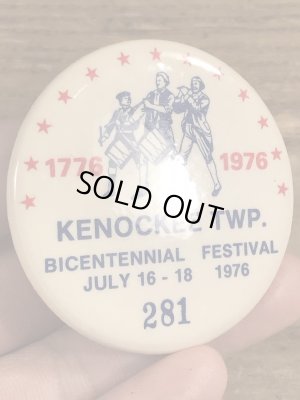 1776 1976
SOLD OUT
KENOCKEE TWP.
BICENTENNIAL FESTIVAL
JULY 16 - 18 1976
281